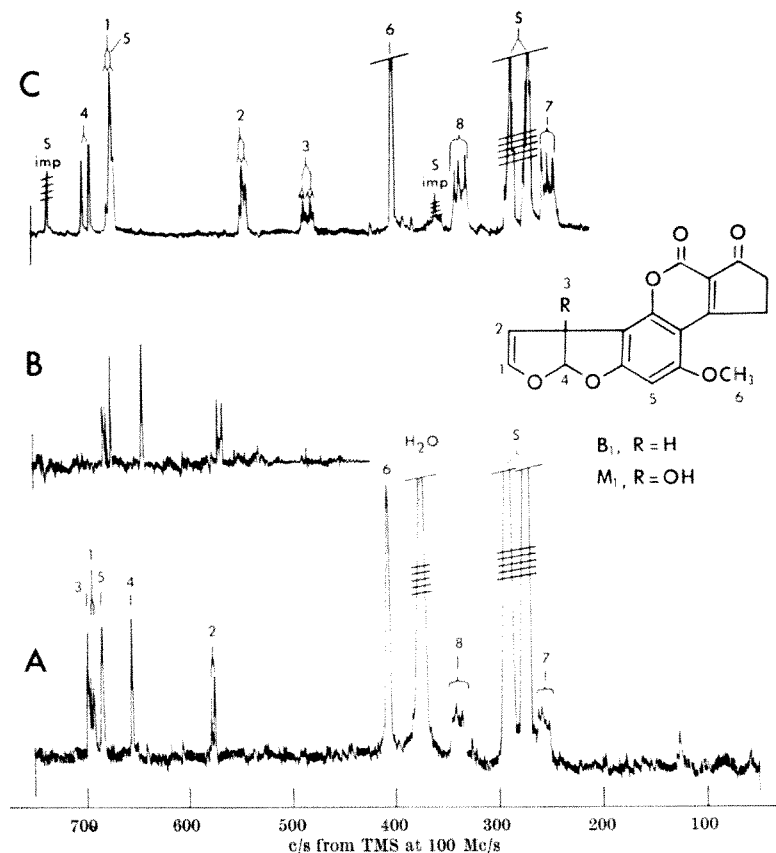 1
S
6
S
C
4
2
8
7
S
imp
3
S
imp
O O
O
3
R
2
1
O
4
O
5
OCH3
6
B1, R = H
M1, R = OH
B
H2O
S
6
1
3
5
4
2
8
7
A
700 600 500 400 300 200 100
c/s from TMS at 100 Mc/s